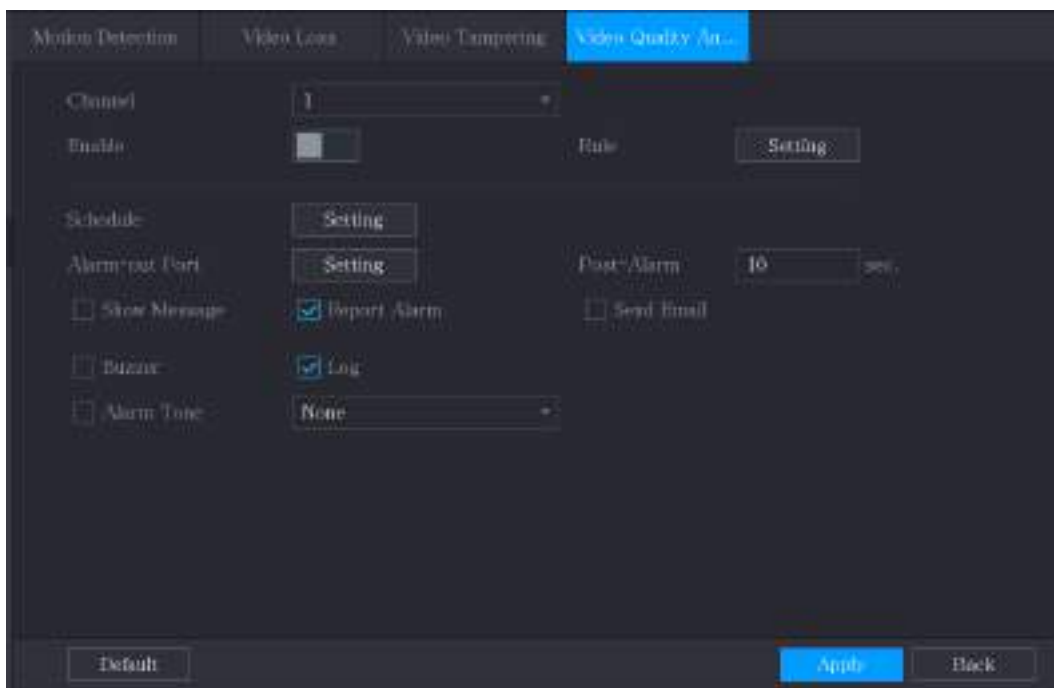 Motion Detection Video Loss Video Tampering Video Quality An...
Channel 1
Enable Rule Setting
Schedule Setting
Alarm-out Port Setting Post-Alarm 10 sec.
Show Message Report Alarm Send Email
Buzzer Log
Alarm Tone None
Default Apply Back